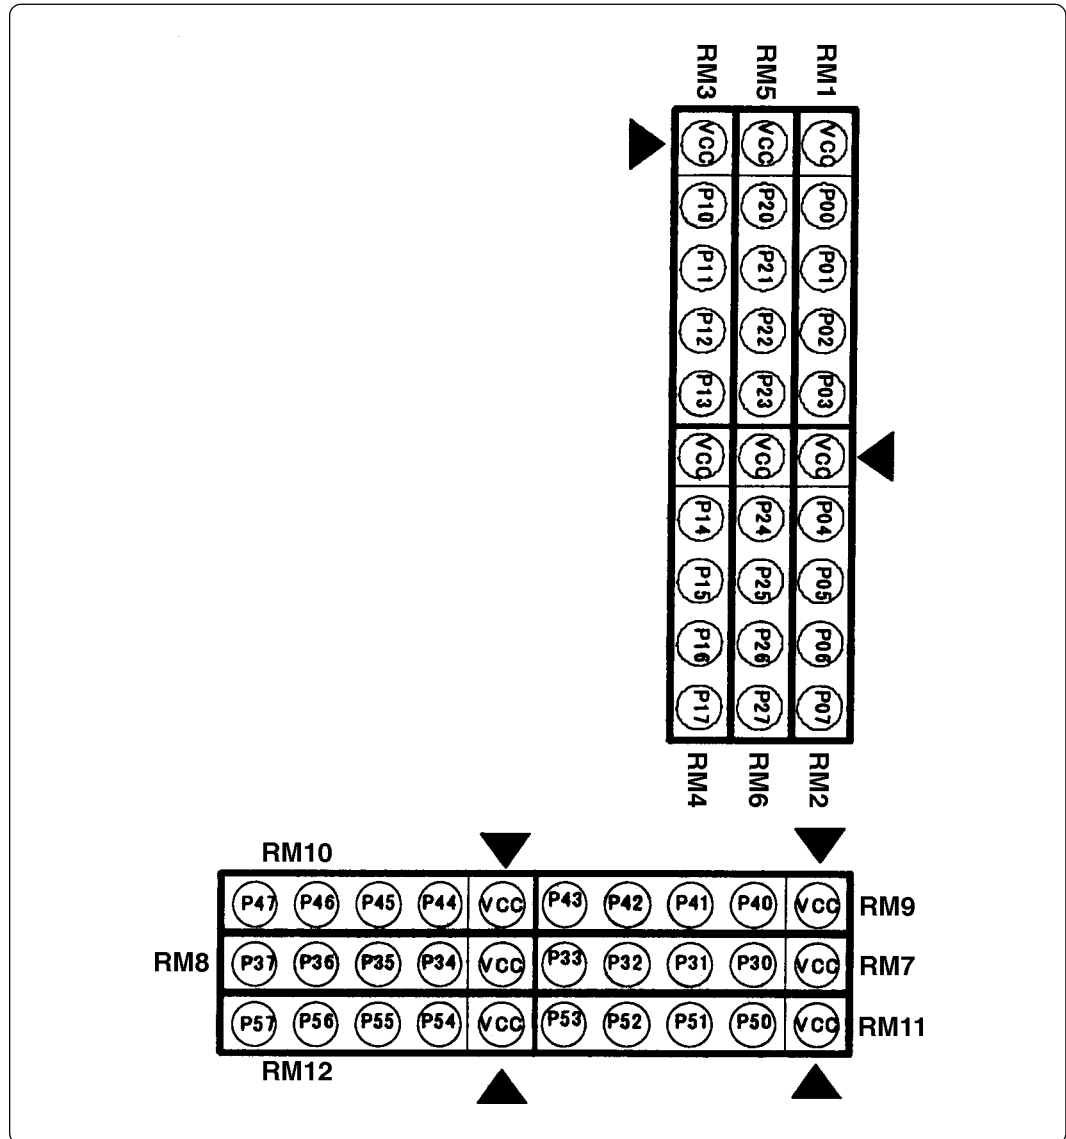 RM3 RM5 RM1
VCC VCC VCC
P10 P20 P00
P11 P21 P01
P12 P22 P02
P13 P23 P03
VCC VCC VCC
P14 P24 P04
P15 P25 P05
P16 P26 P06
P17 P27 P07
RM4 RM6 RM2
RM10
P47 P46 P45 P44 VCC P43 P42 P41 P40 VCC RM9
RM8 P37 P36 P35 P34 VCC P33 P32 P31 P30 VCC RM7
P57 P56 P55 P54 VCC P53 P52 P51 P50 VCC RM11
RM12